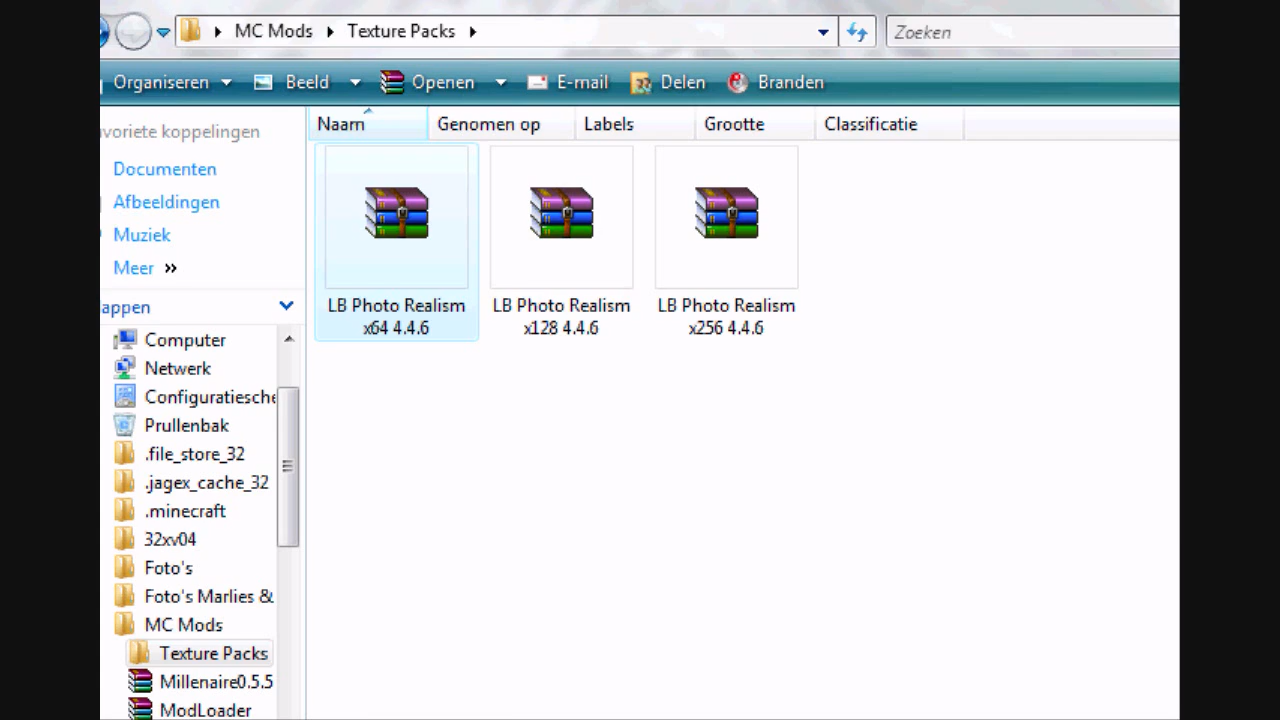 MC Mods Texture Packs
Zoeken
Organiseren Beeld Openen E-mail Delen Branden
voriete koppelingen
Documenten
Afbeeldingen
Muziek
Meer »
appen
Computer
Netwerk
Configuratiesche
Prullenbak
.file_store_32
.jagex_cache_32
.minecraft
32xv04
Foto's
Foto's Marlies &
MC Mods
Texture Packs
Millenaire0.5.5
ModLoader
Naam Genomen op Labels Grootte Classificatie
LB Photo Realism
x64 4.4.6
LB Photo Realism
x128 4.4.6
LB Photo Realism
x256 4.4.6